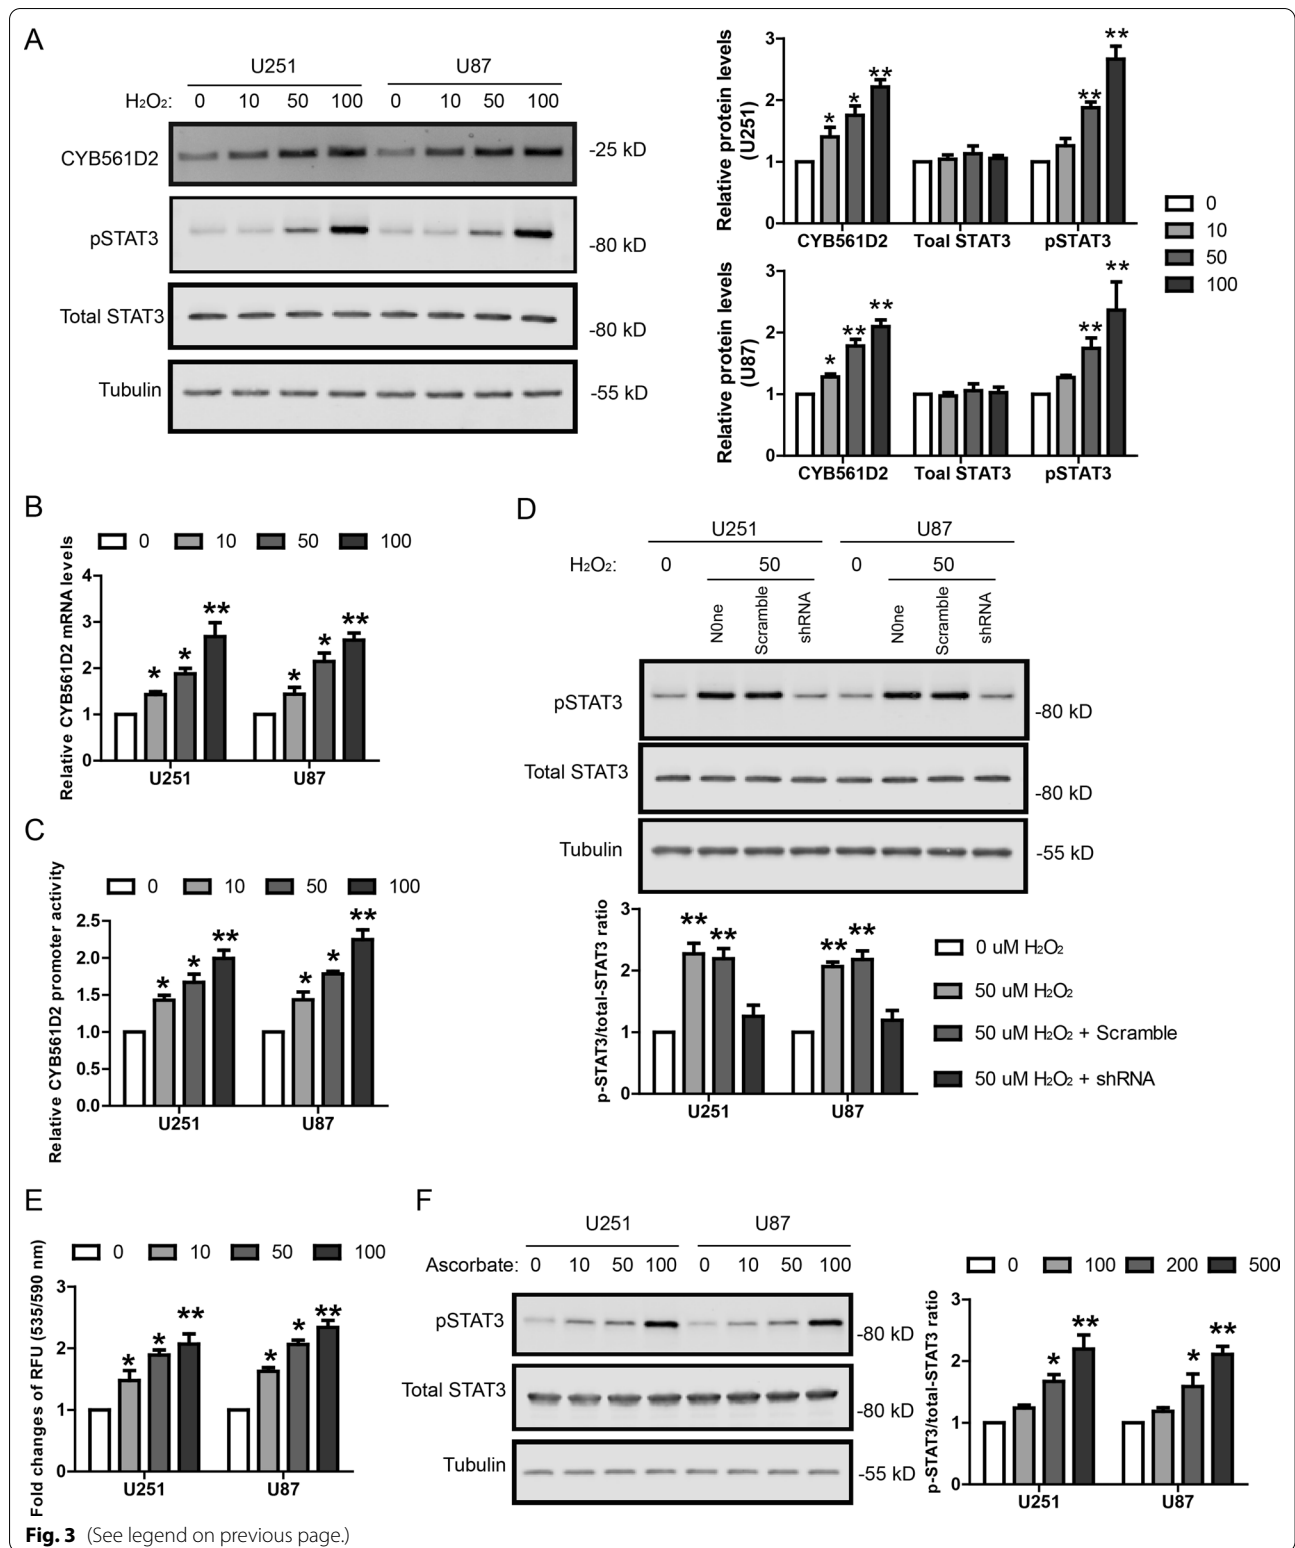 A
U251 U87
H₂O₂: 0 10 50 100 0 10 50 100
CYB561D2 -25 kD
pSTAT3 -80 kD
Total STAT3 -80 kD
Tubulin -55 kD
Relative protein levels
(U251)
3
2
1
0
* * ** ** **
CYB561D2 Toal STAT3 pSTAT3
Relative protein levels
(U87)
3
2
1
0
* ** ** ** **
CYB561D2 Toal STAT3 pSTAT3
0
10
50
100
B
0 10 50 100
Relative CYB561D2 mRNA levels
4
3
2
1
0
* * ** * * **
U251 U87
C
0 10 50 100
Relative CYB561D2 promoter activity
2.5
2.0
1.5
1.0
0.5
0.0
* * ** * * **
U251 U87
D
U251 U87
H₂O₂: 0 50 0 50
N0ne Scramble shRNA N0ne Scramble shRNA
pSTAT3 -80 kD
Total STAT3 -80 kD
Tubulin -55 kD
p-STAT3/total-STAT3 ratio
3
2
1
0
** ** ** **
U251 U87
0 uM H₂O₂
50 uM H₂O₂
50 uM H₂O₂ + Scramble
50 uM H₂O₂ + shRNA
E
0 10 50 100
Fold changes of RFU (535/590 nm)
3
2
1
0
* * ** * * **
U251 U87
F
U251 U87
Ascorbate: 0 10 50 100 0 10 50 100
pSTAT3 -80 kD
Total STAT3 -80 kD
Tubulin -55 kD
0 100 200 500
p-STAT3/total-STAT3 ratio
3
2
1
0
* ** * **
U251 U87
Fig. 3 (See legend on previous page.)